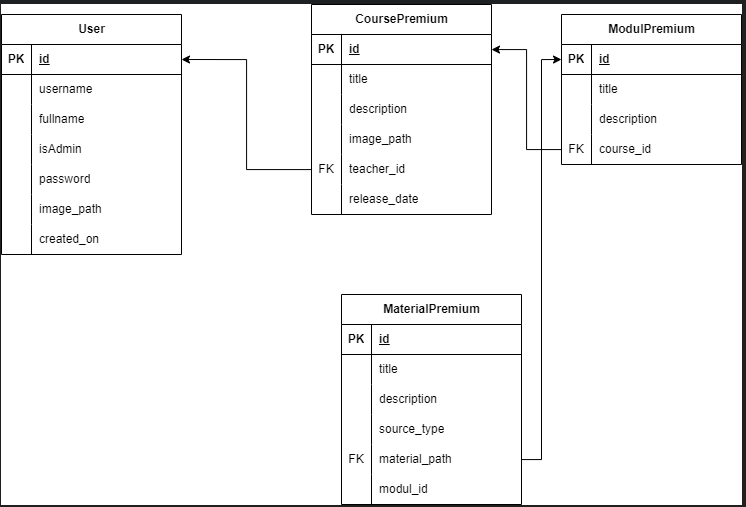 User
PK id
username
fullname
isAdmin
password
image_path
created_on
CoursePremium
PK id
title
description
image_path
FK teacher_id
release_date
ModulPremium
PK id
title
description
FK course_id
MaterialPremium
PK id
title
description
source_type
FK material_path
modul_id